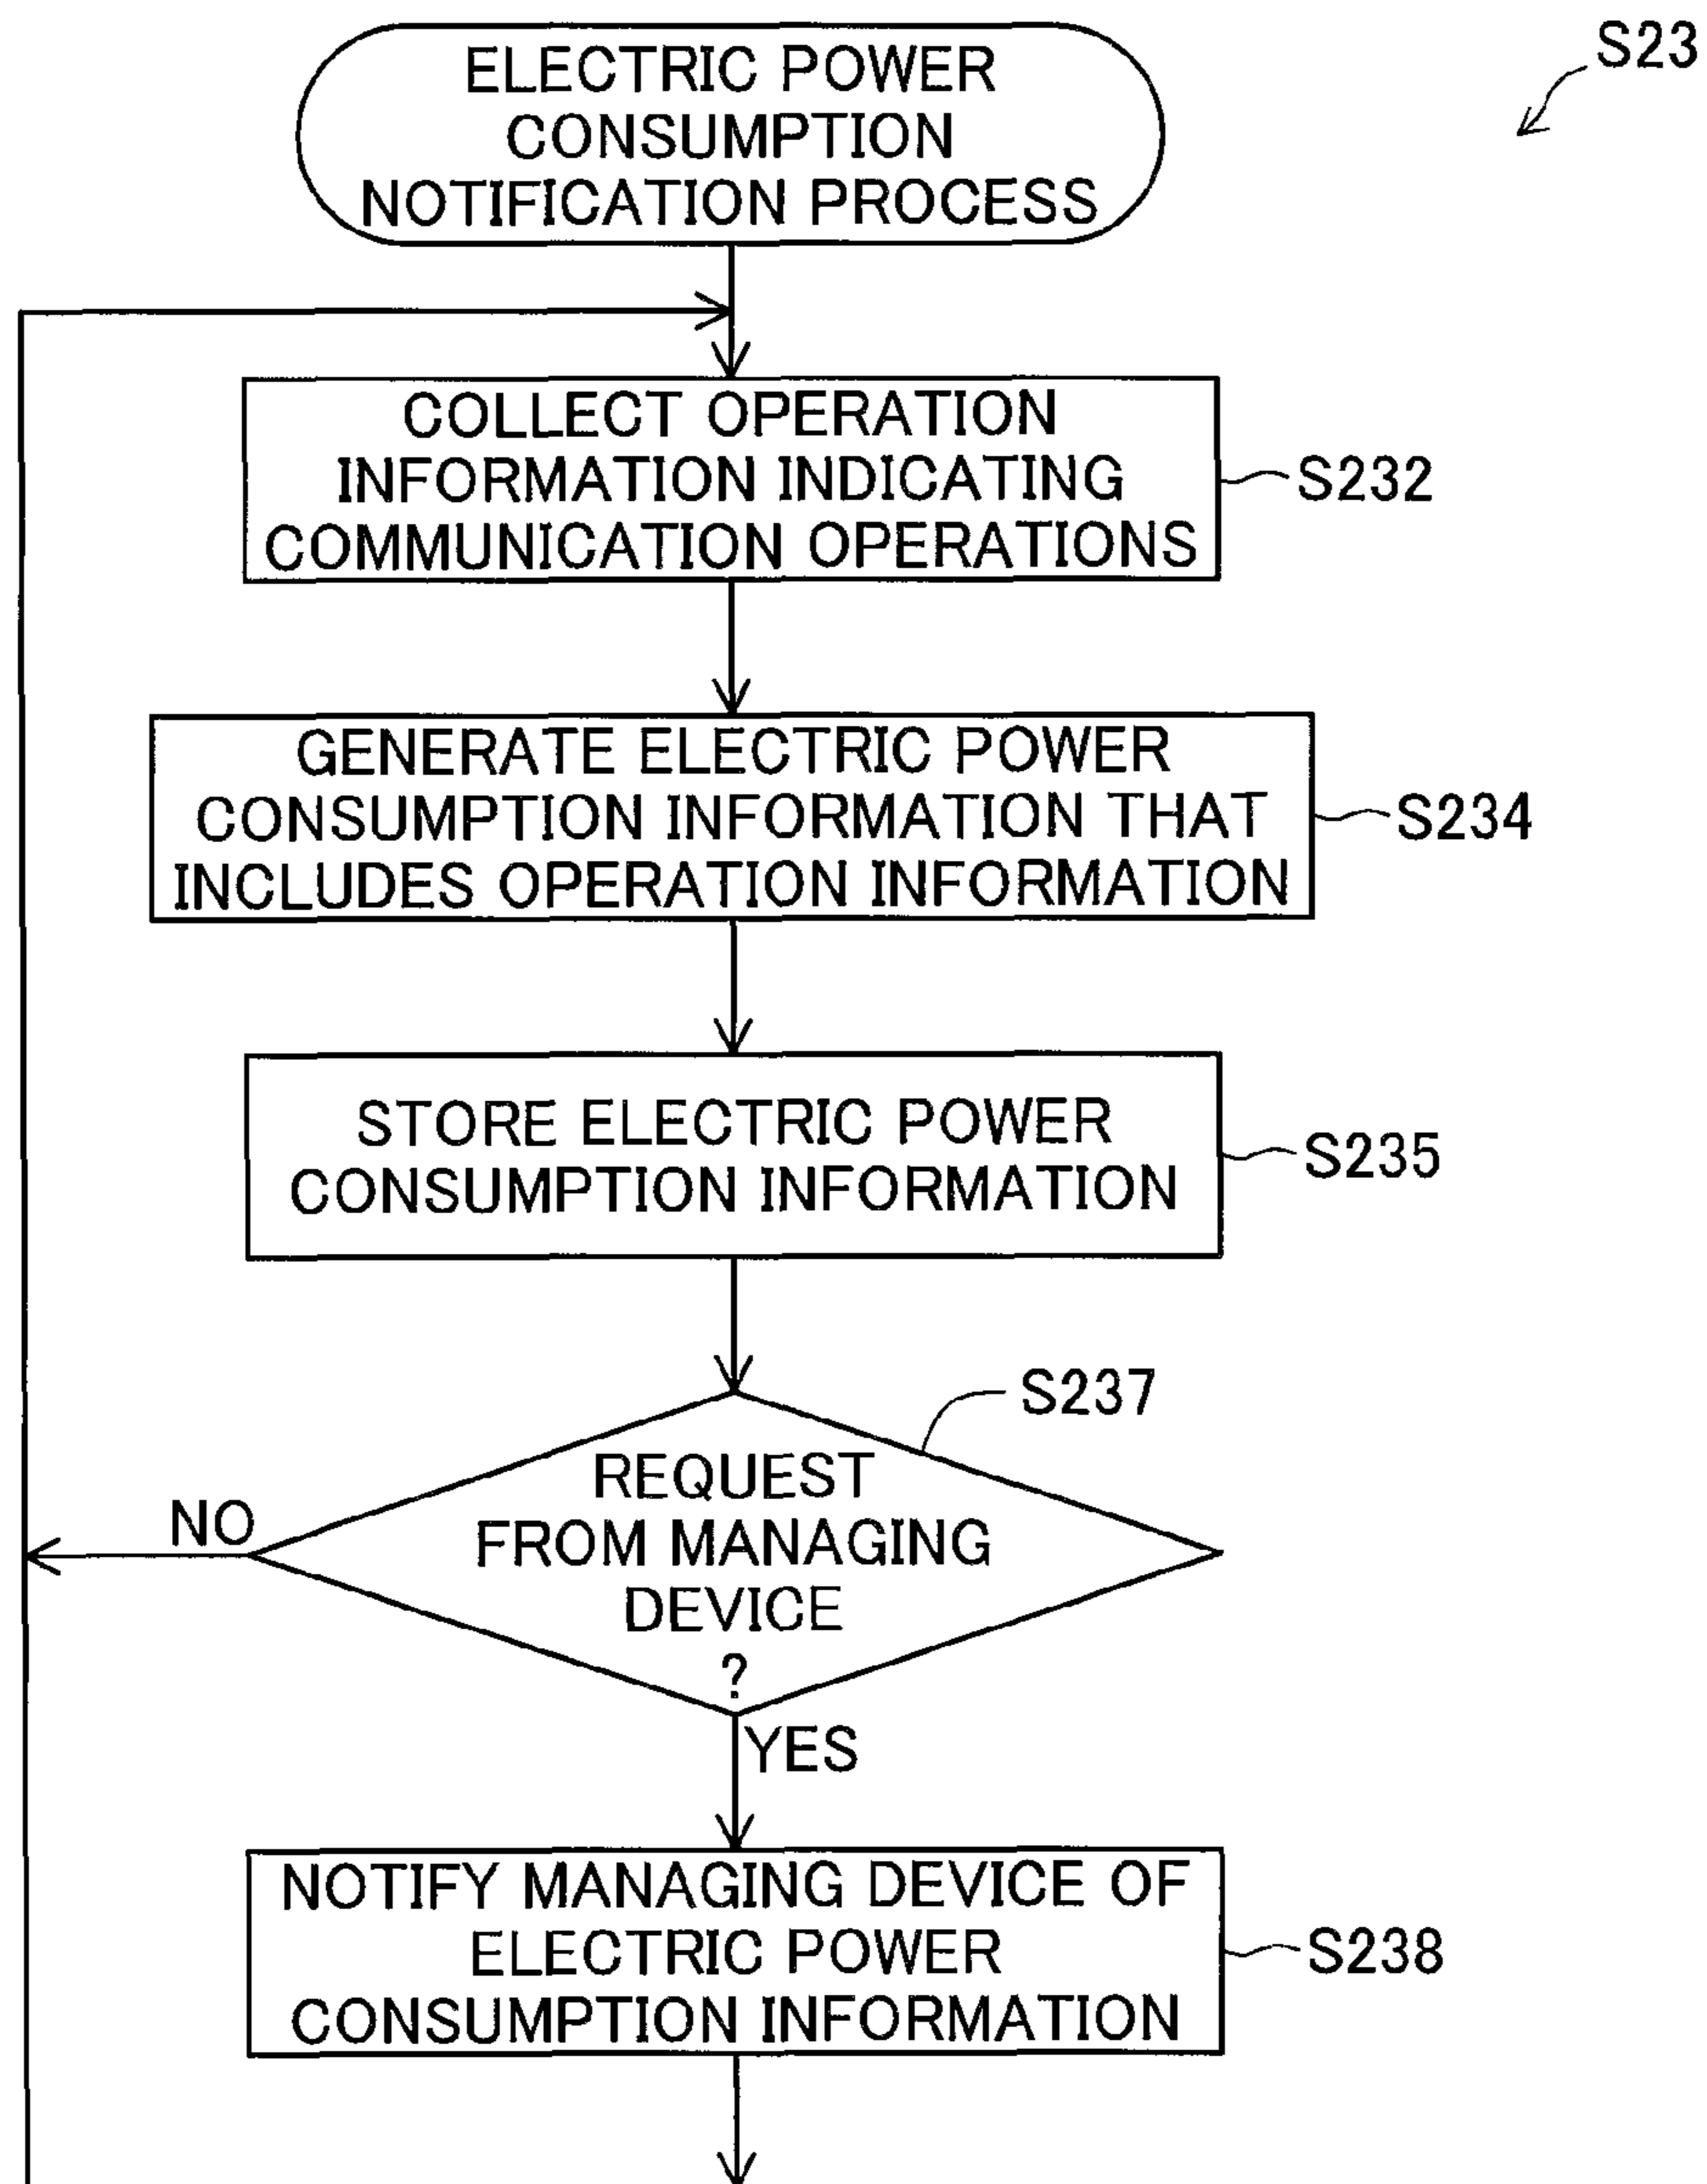 S23
ELECTRIC POWER
CONSUMPTION
NOTIFICATION PROCESS
COLLECT OPERATION
INFORMATION INDICATING
COMMUNICATION OPERATIONS
S232
GENERATE ELECTRIC POWER
CONSUMPTION INFORMATION THAT
INCLUDES OPERATION INFORMATION
S234
STORE ELECTRIC POWER
CONSUMPTION INFORMATION
S235
S237
REQUEST
FROM MANAGING
DEVICE
?
NO
YES
NOTIFY MANAGING DEVICE OF
ELECTRIC POWER
CONSUMPTION INFORMATION
S238